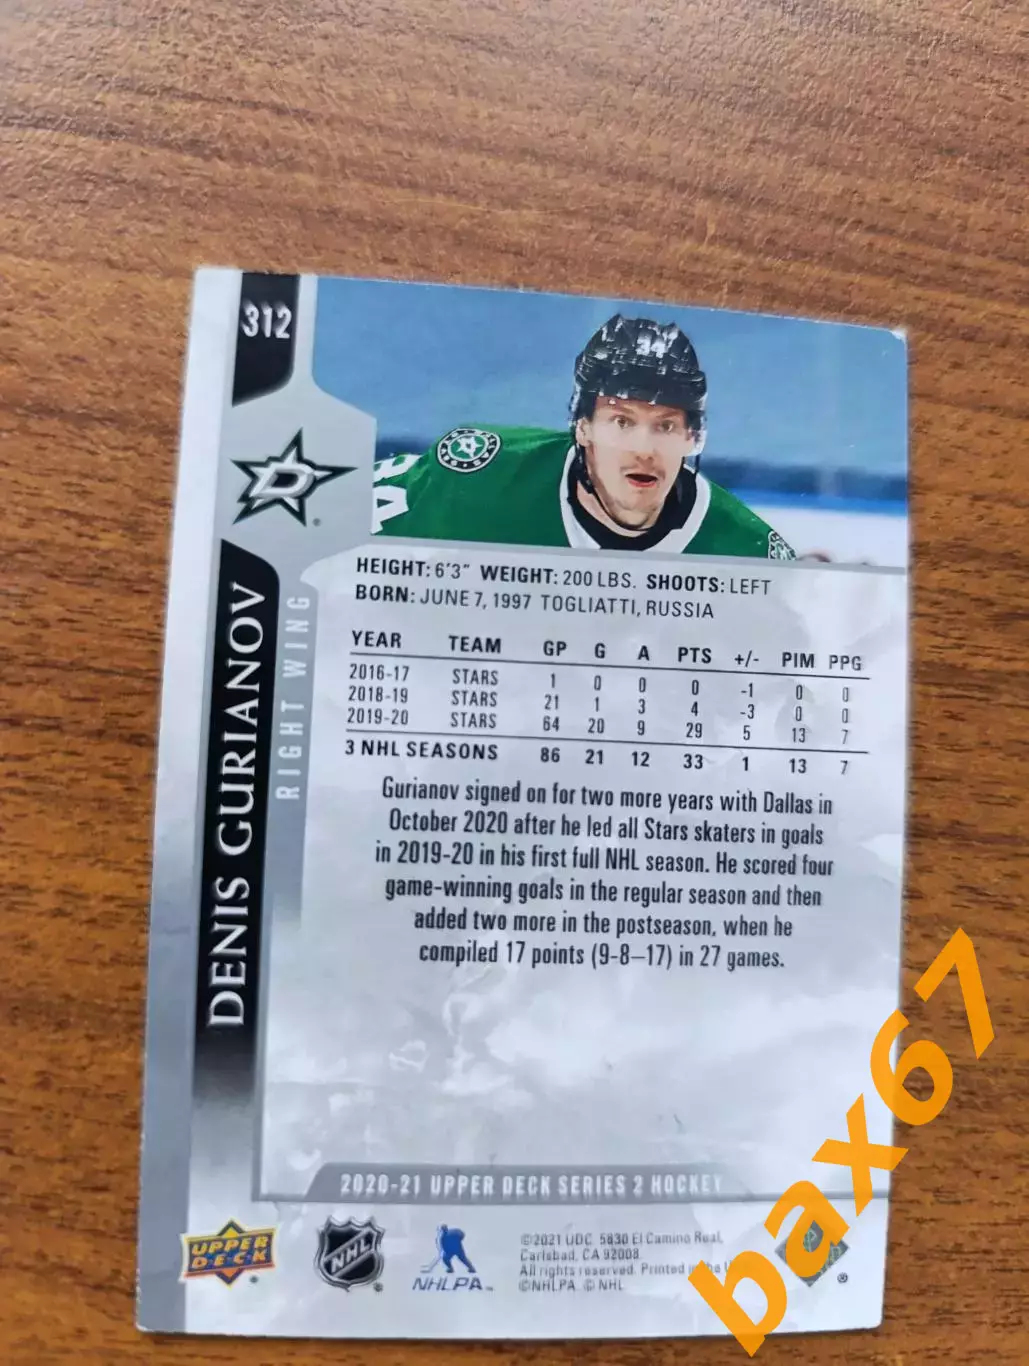 312
34
34
DALLAS STARS
D
HEIGHT: 6'3" WEIGHT: 200 LBS. SHOOTS: LEFT
BORN: JUNE 7, 1997 TOGLIATTI, RUSSIA
DENIS GURIANOV
RIGHT WING
YEAR TEAM GP G A PTS +/- PIM PPG
2016-17 STARS 1 0 0 0 -1 0 0
2018-19 STARS 21 1 3 4 -3 0 0
2019-20 STARS 64 20 9 29 5 13 7
3 NHL SEASONS 86 21 12 33 1 13 7
Gurianov signed on for two more years with Dallas in
October 2020 after he led all Stars skaters in goals
in 2019-20 in his first full NHL season. He scored four
game-winning goals in the regular season and then
added two more in the postseason, when he
compiled 17 points (9-8–17) in 27 games.
2020-21 UPPER DECK SERIES 2 HOCKEY
UPPER DECK ®
NHL ®
NHLPA ™
©2021 UDC. 5830 El Camino Real,
Carlsbad, CA 92008.
All rights reserved. Printed in the
©NHLPA. © NHL
®
bax67